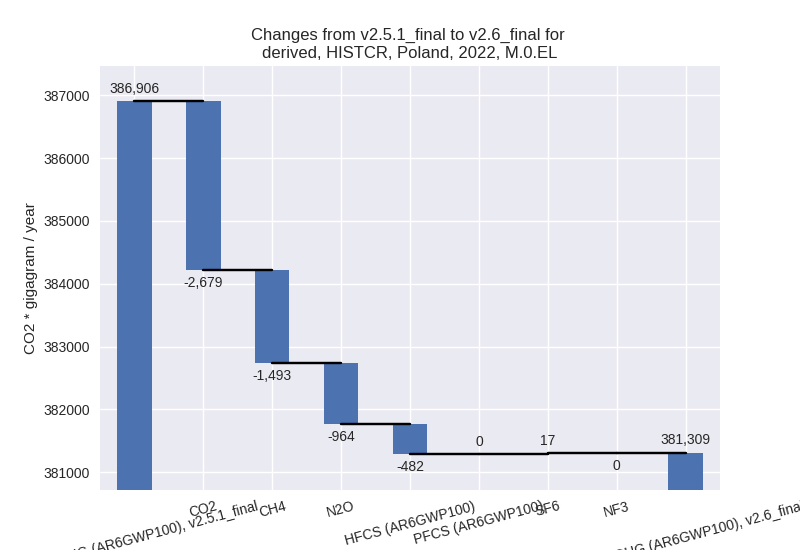 Changes from v2.5.1_final to v2.6_final for
derived, HISTCR, Poland, 2022, M.0.EL
CO2 * gigagram / year
387000
386000
385000
384000
383000
382000
381000
386,906
-2,679
-1,493
-964
-482
0
17
0
381,309
(AR6GWP100), v2.5.1_final
CO2
CH4
N2O
HFCS (AR6GWP100)
PFCS (AR6GWP100)
SF6
NF3
(AR6GWP100), v2.6_final